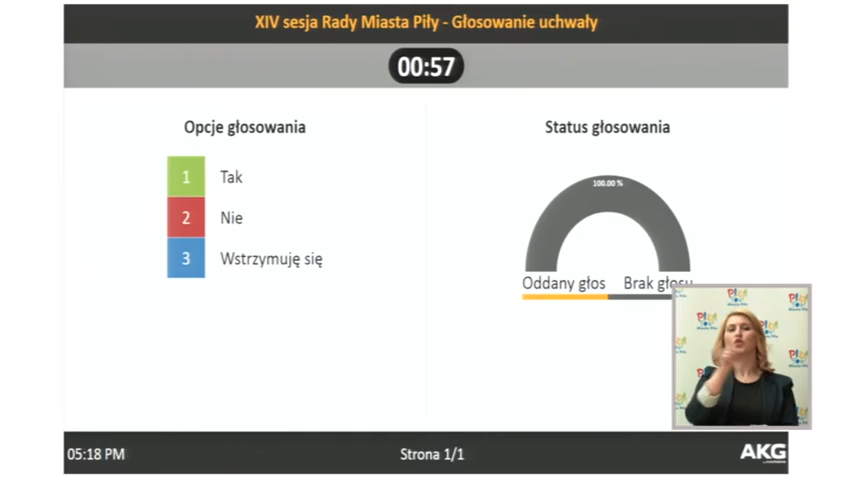 XIV sesja Rady Miasta Piły - Głosowanie uchwały
00:57
Opcje głosowania
1 Tak
2 Nie
3 Wstrzymuję się
Status głosowania
100.00 %
Oddany głos Brak głosu
05:18 PM
Strona 1/1
AKG